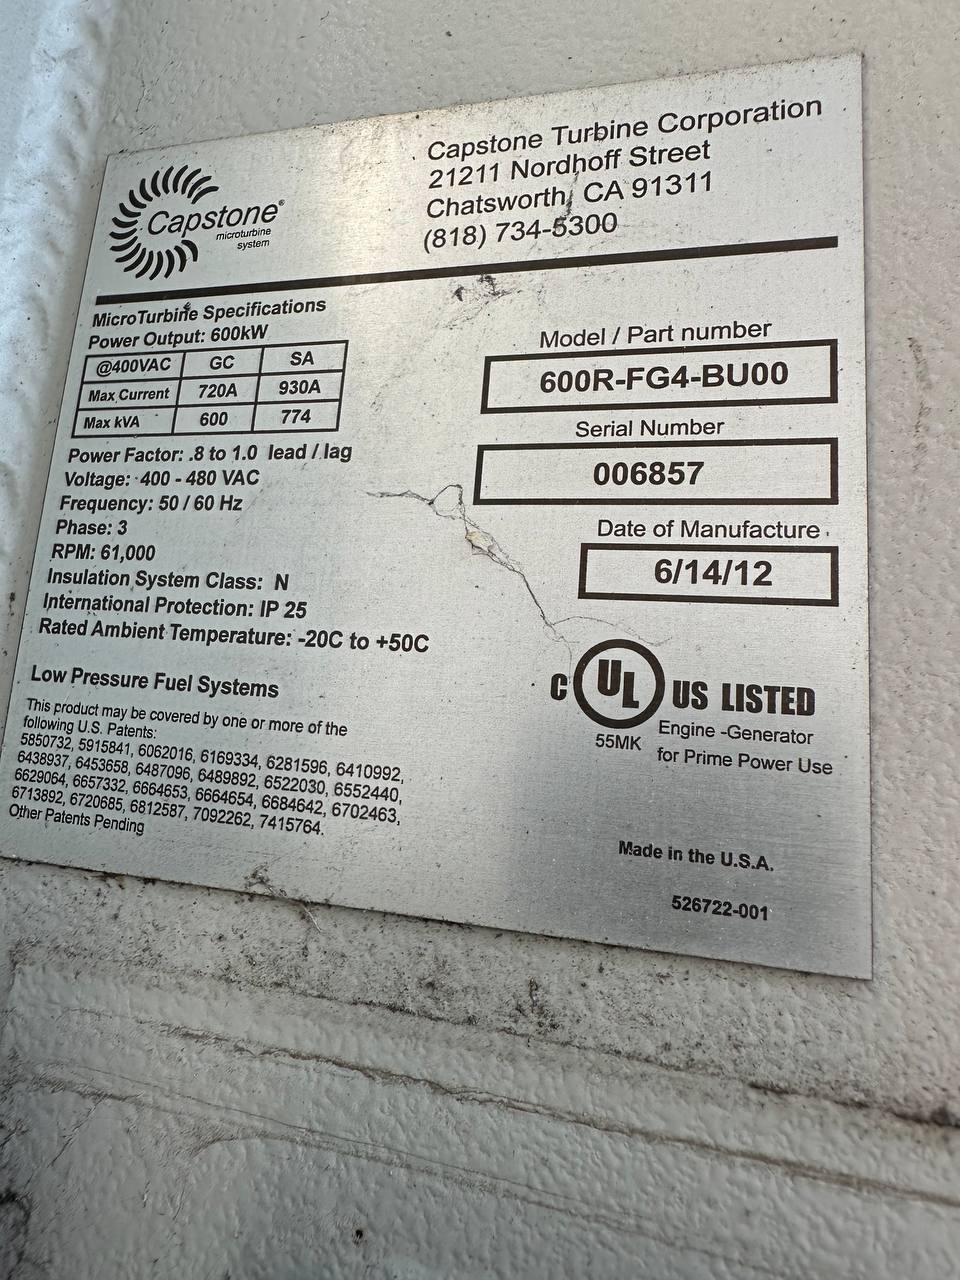 Capstone®
microturbine
system
Capstone Turbine Corporation
21211 Nordhoff Street
Chatsworth, CA 91311
(818) 734-5300
MicroTurbine Specifications
Power Output: 600kW
@400VAC GC SA
Max Current 720A 930A
Max kVA 600 774
Power Factor: .8 to 1.0 lead / lag
Voltage: 400 - 480 VAC
Frequency: 50 / 60 Hz
Phase: 3
RPM: 61,000
Insulation System Class: N
International Protection: IP 25
Rated Ambient Temperature: -20C to +50C
Low Pressure Fuel Systems
This product may be covered by one or more of the
following U.S. Patents:
5850732, 5915841, 6062016, 6169334, 6281596, 6410992,
6438937, 6453658, 6487096, 6489892, 6522030, 6552440,
6629064, 6657332, 6664653, 6664654, 6684642, 6702463,
6713892, 6720685, 6812587, 7092262, 7415764.
Other Patents Pending
Model / Part number
600R-FG4-BU00
Serial Number
006857
Date of Manufacture
6/14/12
C UL US LISTED
55MK
Engine -Generator
for Prime Power Use
Made in the U.S.A.
526722-001